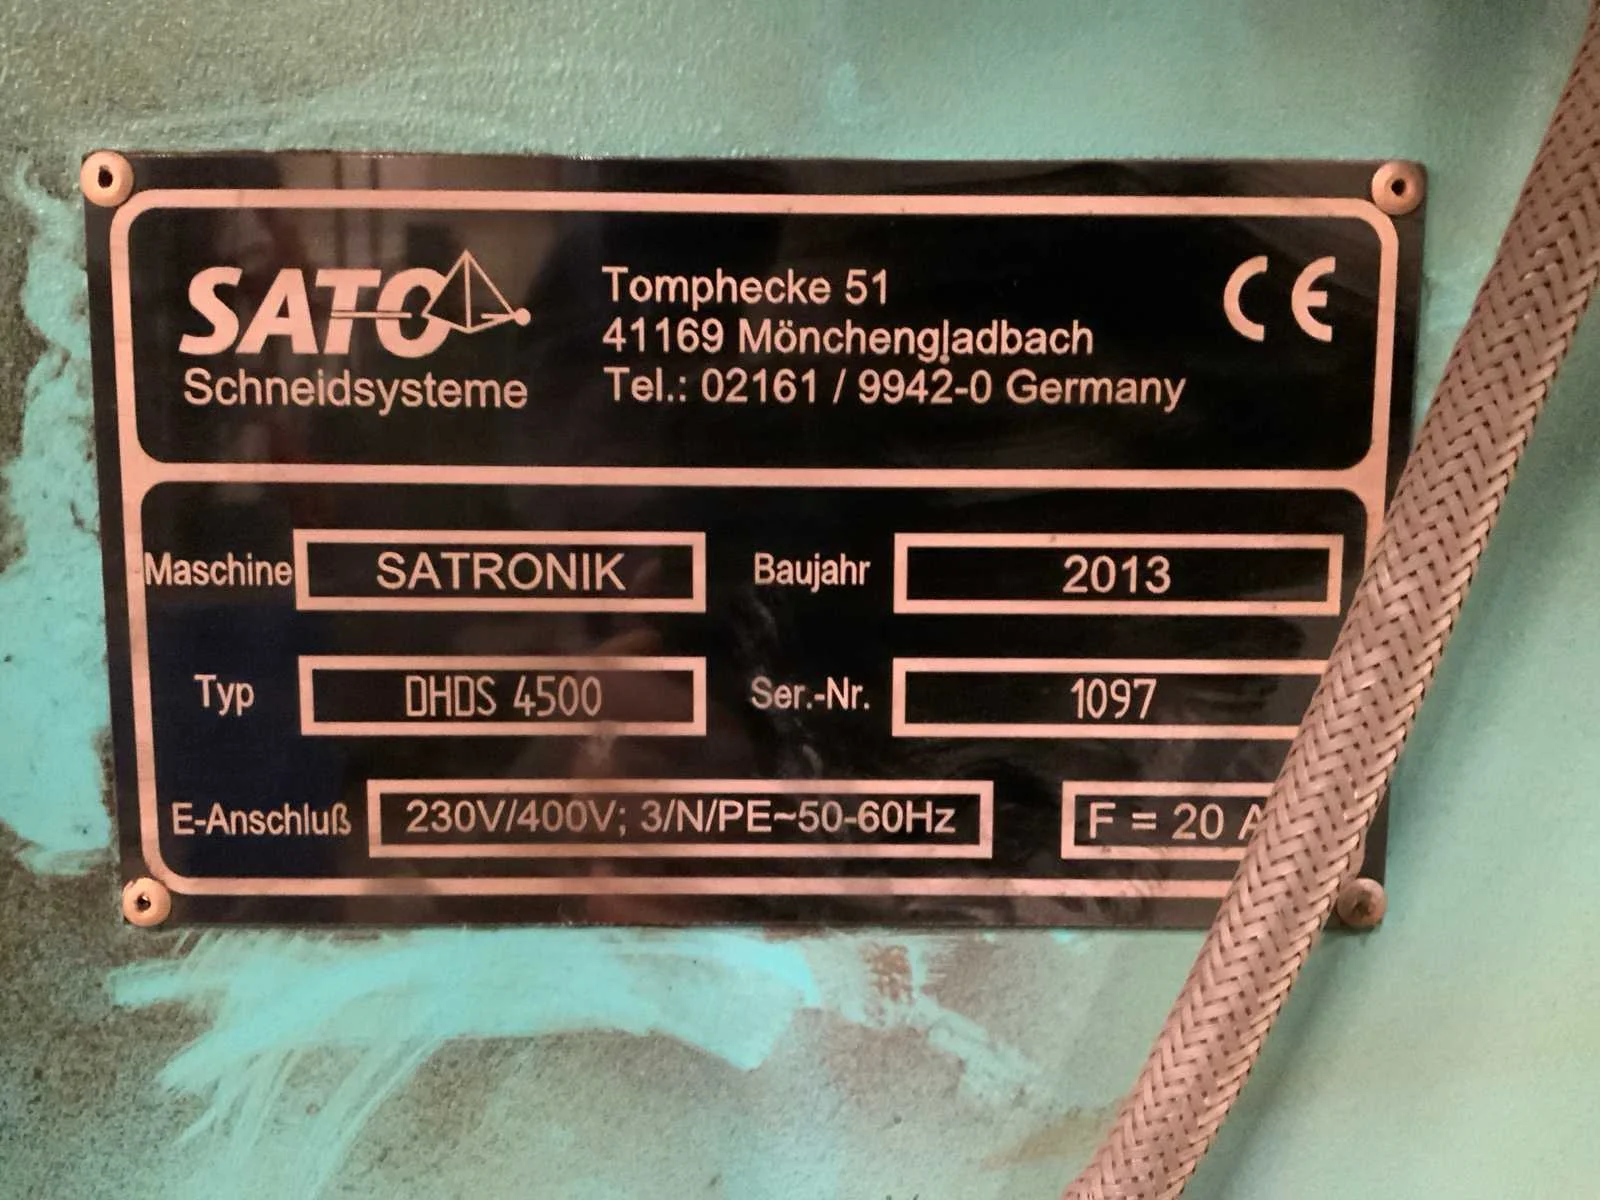 SATO
Schneidsysteme
Tomphecke 51
41169 Mönchengladbach
Tel.: 02161 / 9942-0 Germany
CE
Maschine SATRONIK Baujahr 2013
Typ DHDS 4500 Ser.-Nr. 1097
E-Anschluß 230V/400V; 3/N/PE~50-60Hz F = 20 A